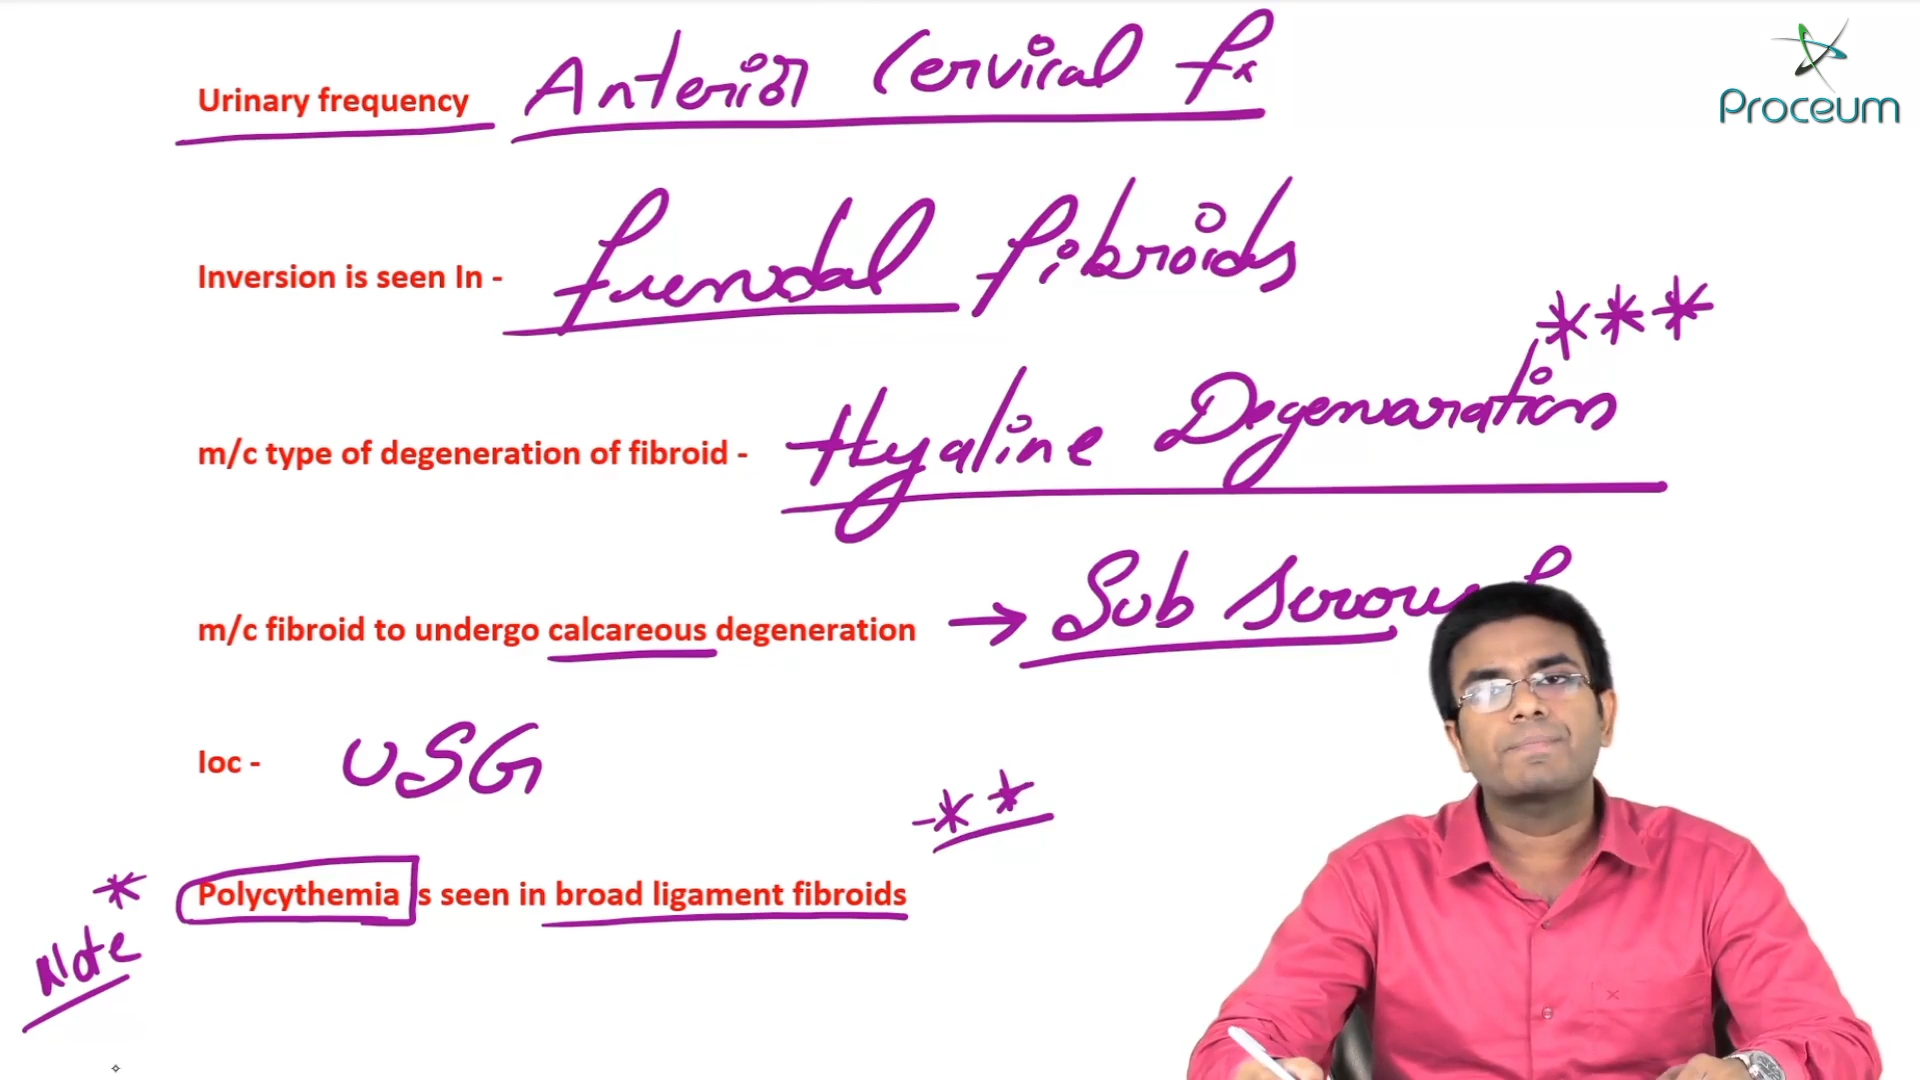 Urinary frequency Anterior Cervical fx
Proceum
Inversion is seen In - Fundal fibroids
m/c type of degeneration of fibroid - Hyaline Degenaration
***
m/c fibroid to undergo calcareous degeneration → Sub Serous f
Ioc - USG
**
* Polycythemia is seen in broad ligament fibroids
Note